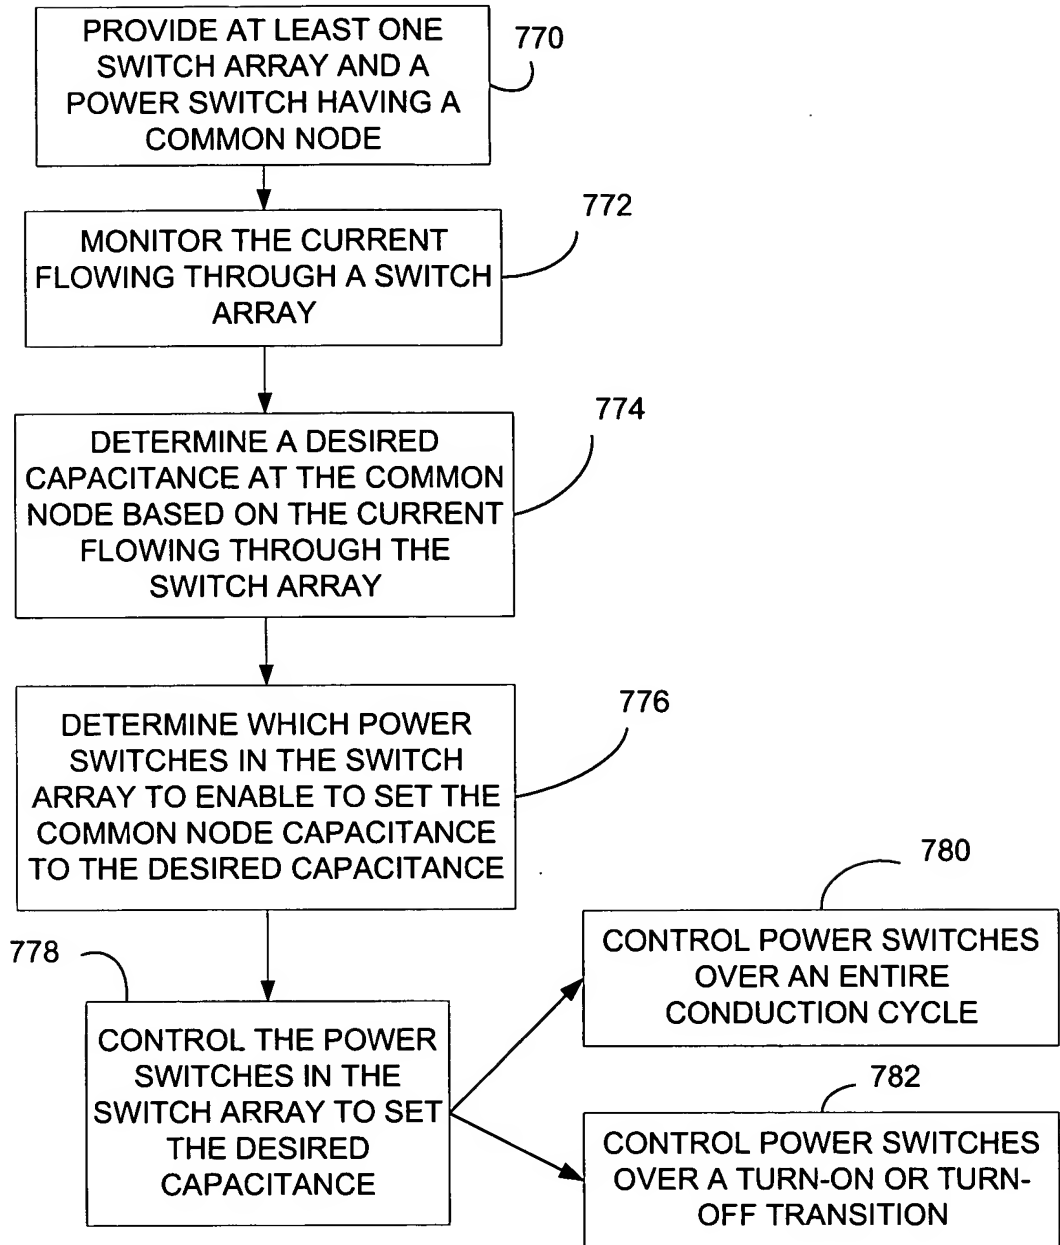 PROVIDE AT LEAST ONE
SWITCH ARRAY AND A
POWER SWITCH HAVING A
COMMON NODE
770
MONITOR THE CURRENT
FLOWING THROUGH A SWITCH
ARRAY
772
DETERMINE A DESIRED
CAPACITANCE AT THE COMMON
NODE BASED ON THE CURRENT
FLOWING THROUGH THE
SWITCH ARRAY
774
DETERMINE WHICH POWER
SWITCHES IN THE SWITCH
ARRAY TO ENABLE TO SET THE
COMMON NODE CAPACITANCE
TO THE DESIRED CAPACITANCE
776
778
CONTROL THE POWER
SWITCHES IN THE
SWITCH ARRAY TO SET
THE DESIRED
CAPACITANCE
780
CONTROL POWER SWITCHES
OVER AN ENTIRE
CONDUCTION CYCLE
782
CONTROL POWER SWITCHES
OVER A TURN-ON OR TURN-
OFF TRANSITION